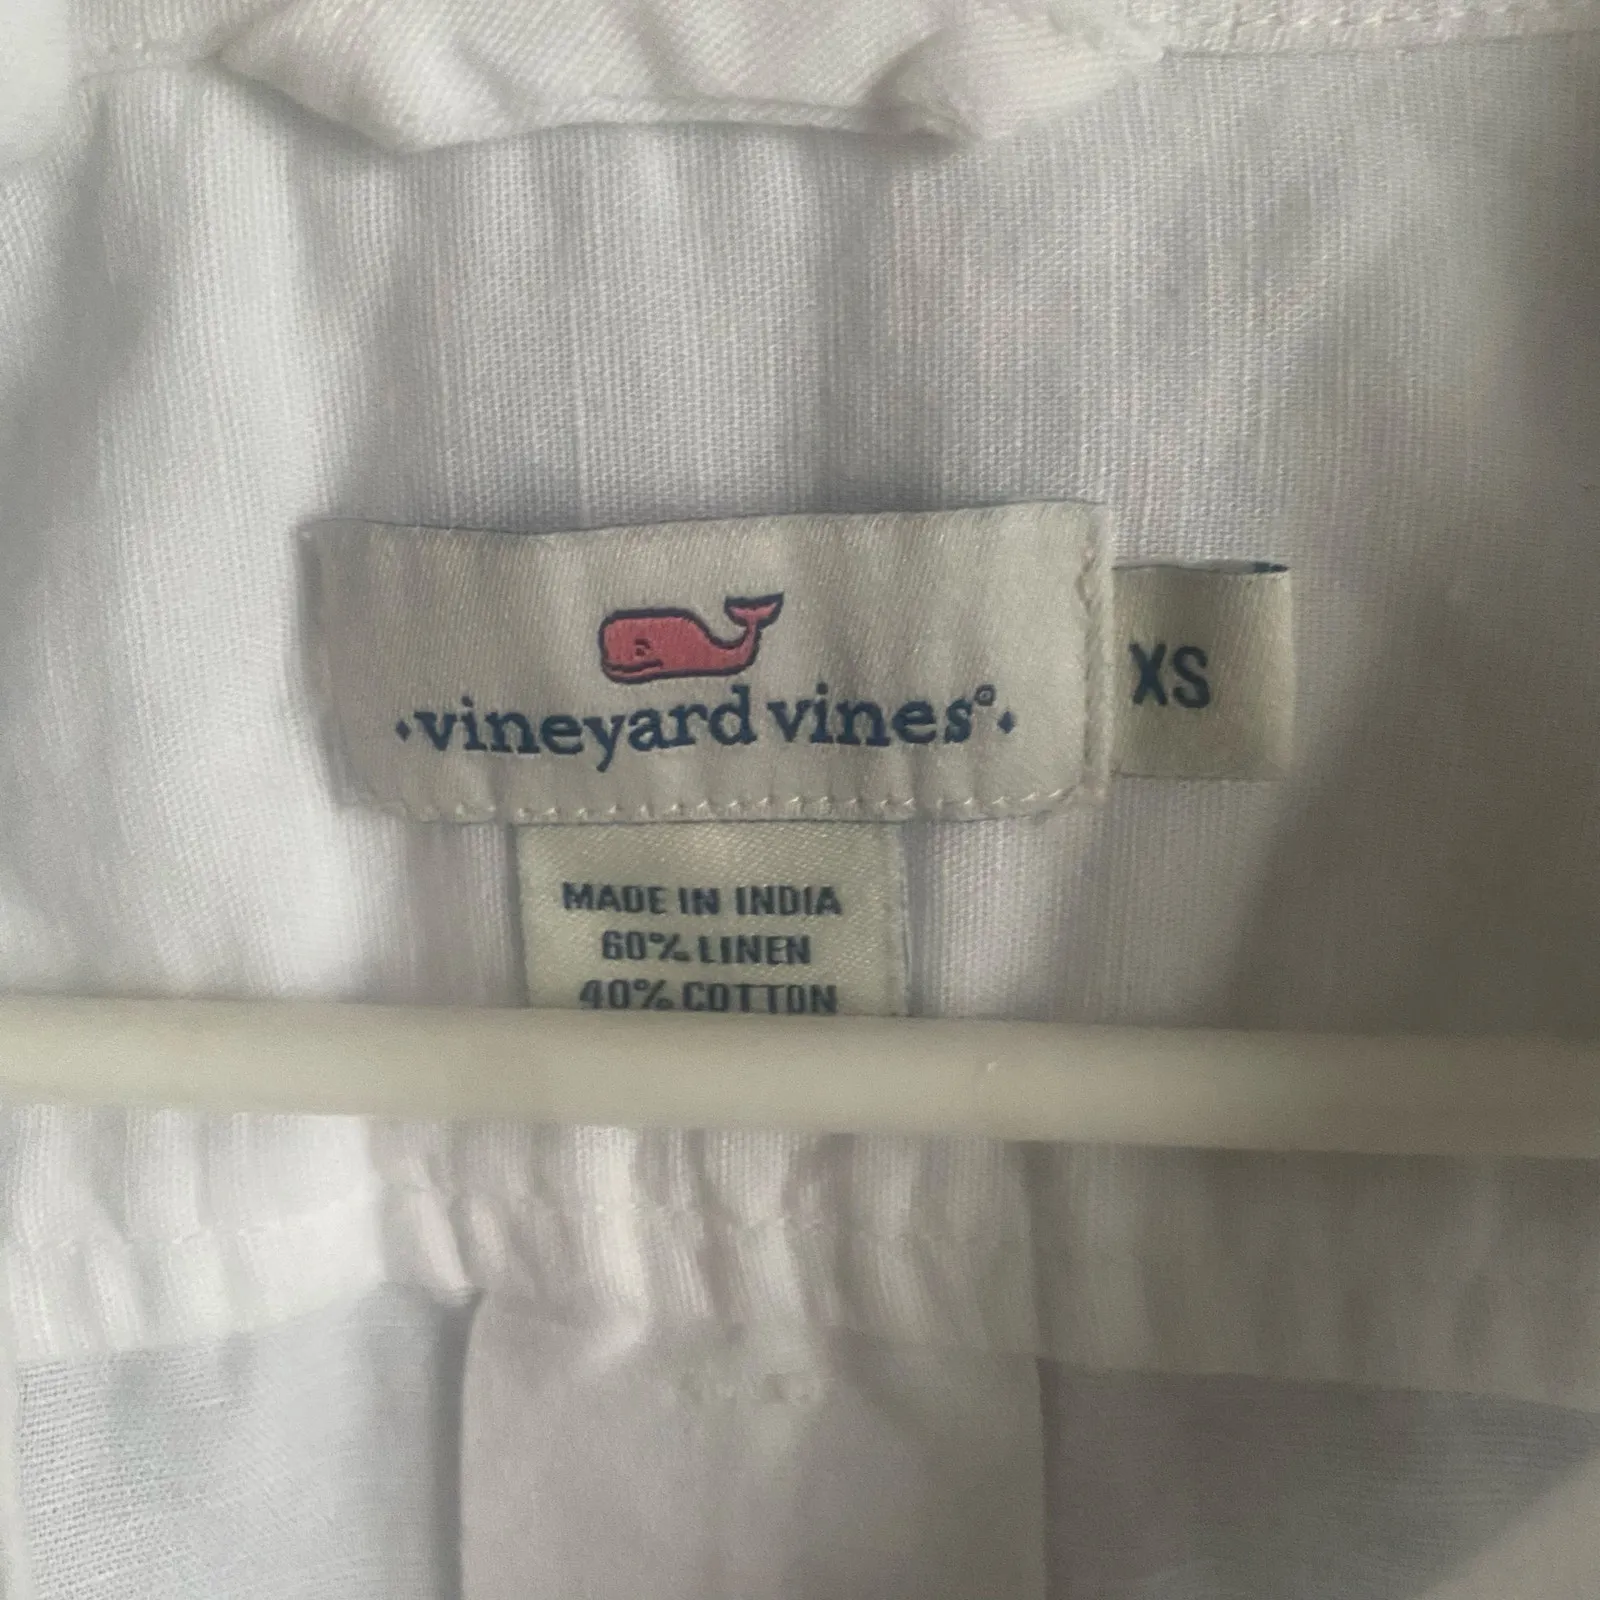 vineyard vines®
XS
MADE IN INDIA
60% LINEN
40% COTTON